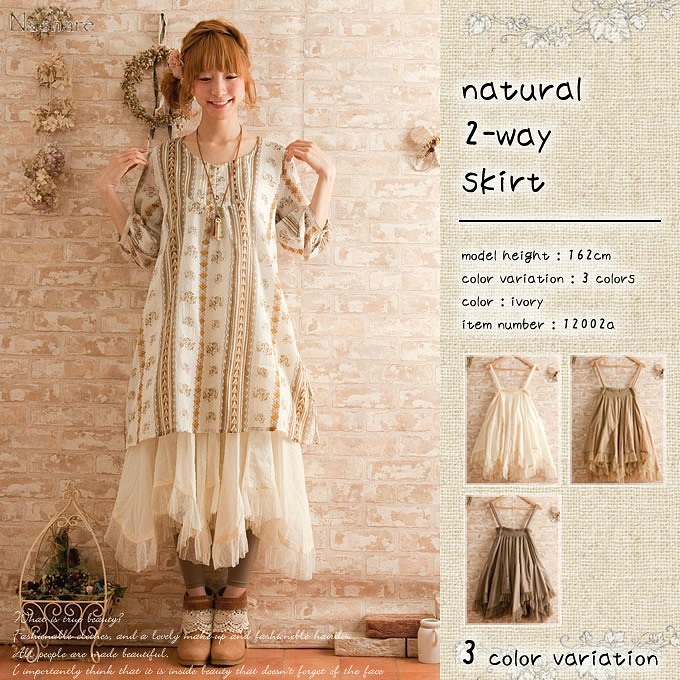 natural
2-way
skirt
model height : 162cm
color variation : 3 colors
color : ivory
item number : 12002a
What is true beauty?
Fashionable clothes, and a lovely make-up and fashionable hairdos.
All people are made beautiful.
I importantly think that it is inside beauty that doesn't forget of the face
3 color variation